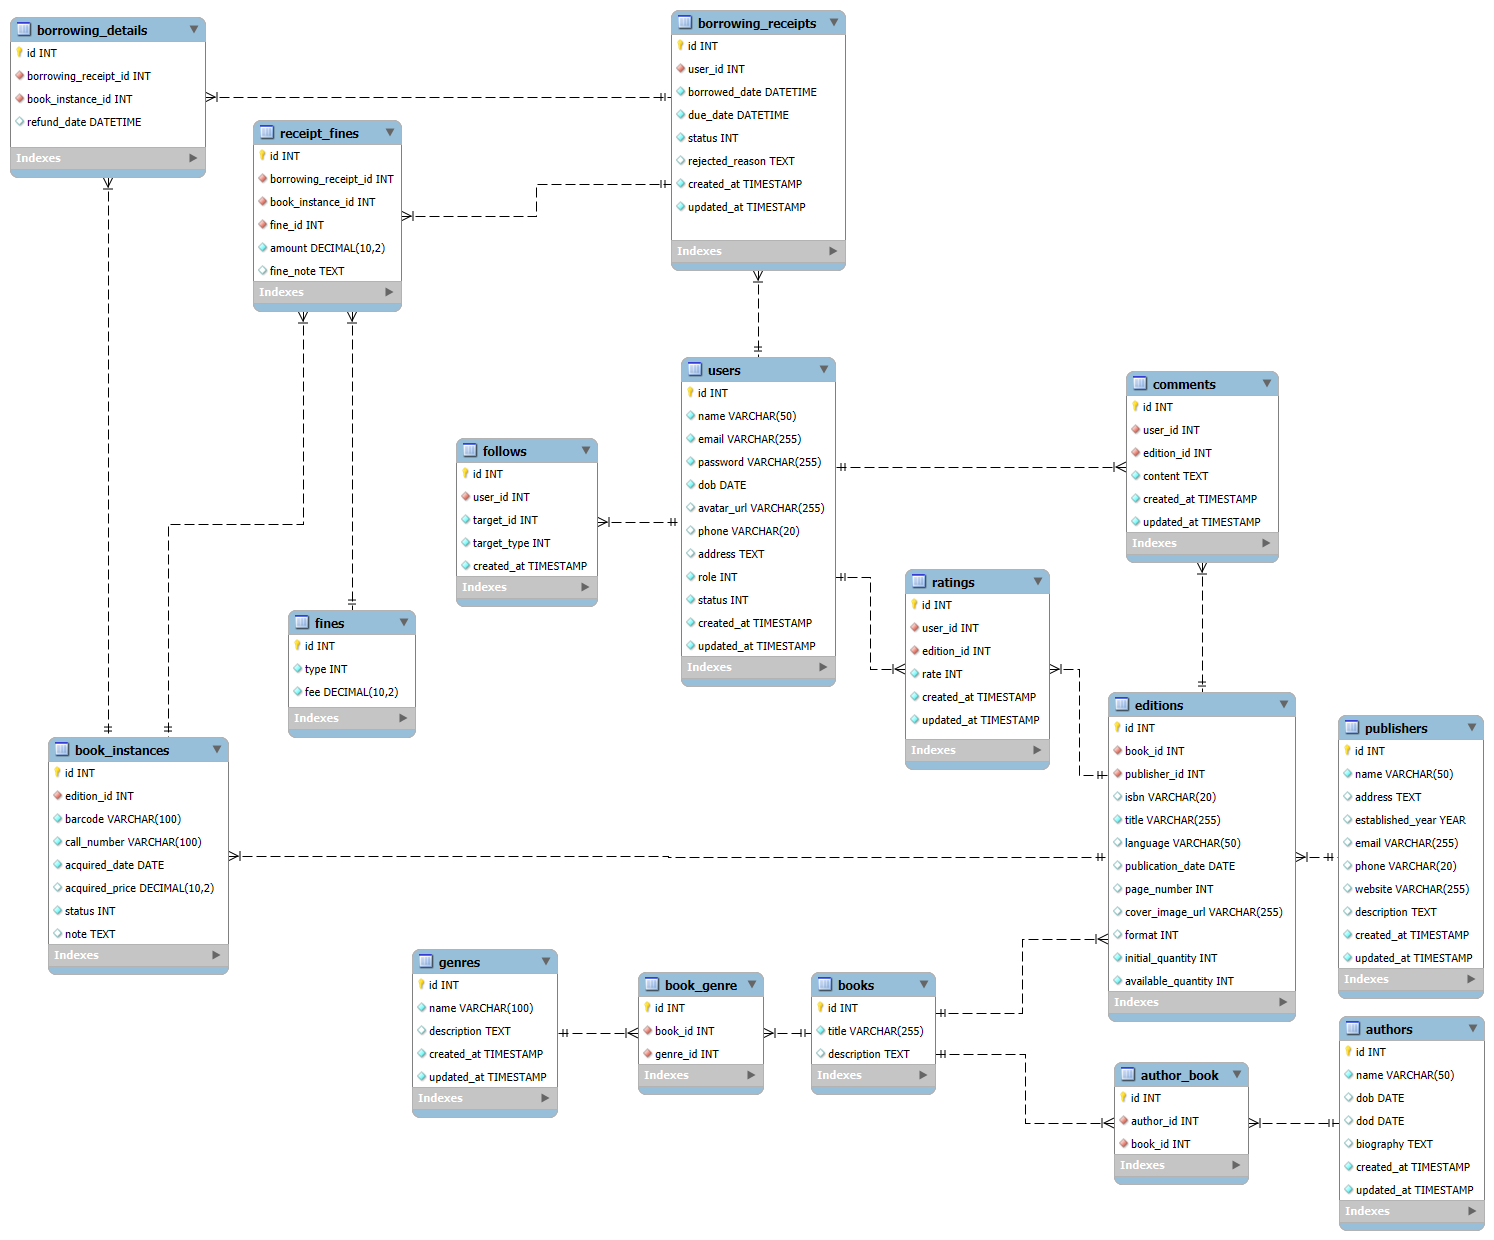 borrowing_details
id INT
borrowing_receipt_id INT
book_instance_id INT
refund_date DATETIME
Indexes
borrowing_receipts
id INT
user_id INT
borrowed_date DATETIME
due_date DATETIME
status INT
rejected_reason TEXT
created_at TIMESTAMP
updated_at TIMESTAMP
Indexes
receipt_fines
id INT
borrowing_receipt_id INT
book_instance_id INT
fine_id INT
amount DECIMAL(10,2)
fine_note TEXT
Indexes
users
id INT
name VARCHAR(50)
email VARCHAR(255)
password VARCHAR(255)
dob DATE
avatar_url VARCHAR(255)
phone VARCHAR(20)
address TEXT
role INT
status INT
created_at TIMESTAMP
updated_at TIMESTAMP
Indexes
comments
id INT
user_id INT
edition_id INT
content TEXT
created_at TIMESTAMP
updated_at TIMESTAMP
Indexes
follows
id INT
user_id INT
target_id INT
target_type INT
created_at TIMESTAMP
Indexes
ratings
id INT
user_id INT
edition_id INT
rate INT
created_at TIMESTAMP
updated_at TIMESTAMP
Indexes
fines
id INT
type INT
fee DECIMAL(10,2)
Indexes
editions
id INT
book_id INT
publisher_id INT
isbn VARCHAR(20)
title VARCHAR(255)
language VARCHAR(50)
publication_date DATE
page_number INT
cover_image_url VARCHAR(255)
format INT
initial_quantity INT
available_quantity INT
Indexes
publishers
id INT
name VARCHAR(50)
address TEXT
established_year YEAR
email VARCHAR(255)
phone VARCHAR(20)
website VARCHAR(255)
description TEXT
created_at TIMESTAMP
updated_at TIMESTAMP
Indexes
book_instances
id INT
edition_id INT
barcode VARCHAR(100)
call_number VARCHAR(100)
acquired_date DATE
acquired_price DECIMAL(10,2)
status INT
note TEXT
Indexes
genres
id INT
name VARCHAR(100)
description TEXT
created_at TIMESTAMP
updated_at TIMESTAMP
Indexes
book_genre
id INT
book_id INT
genre_id INT
Indexes
books
id INT
title VARCHAR(255)
description TEXT
Indexes
author_book
id INT
author_id INT
book_id INT
Indexes
authors
id INT
name VARCHAR(50)
dob DATE
dod DATE
biography TEXT
created_at TIMESTAMP
updated_at TIMESTAMP
Indexes